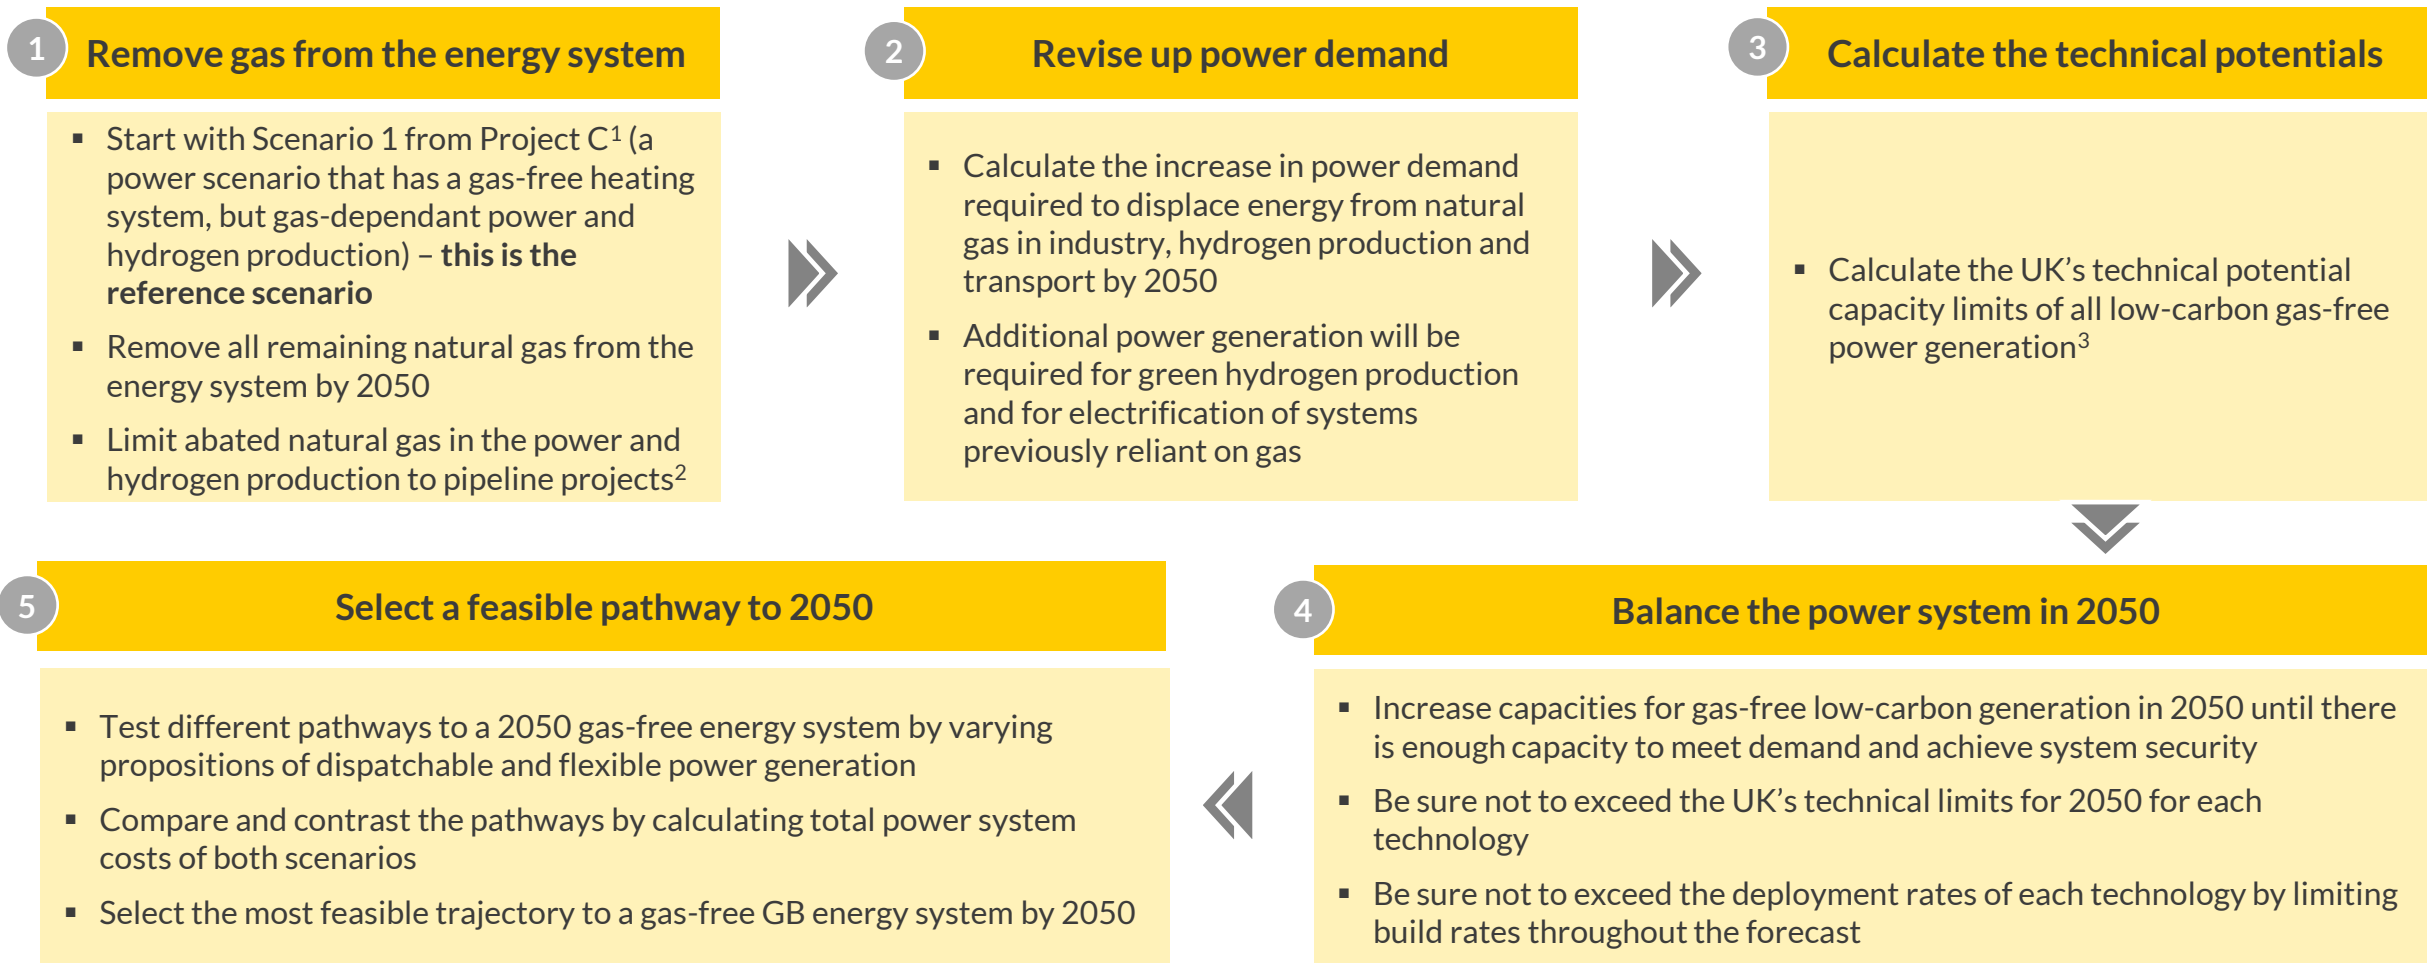 1
Remove gas from the energy system
▪ Start with Scenario 1 from Project C¹ (a
power scenario that has a gas-free heating
system, but gas-dependant power and
hydrogen production) – this is the
reference scenario
▪ Remove all remaining natural gas from the
energy system by 2050
▪ Limit abated natural gas in the power and
hydrogen production to pipeline projects²
2
Revise up power demand
▪ Calculate the increase in power demand
required to displace energy from natural
gas in industry, hydrogen production and
transport by 2050
▪ Additional power generation will be
required for green hydrogen production
and for electrification of systems
previously reliant on gas
3
Calculate the technical potentials
▪ Calculate the UK’s technical potential
capacity limits of all low-carbon gas-free
power generation³
4
Balance the power system in 2050
▪ Increase capacities for gas-free low-carbon generation in 2050 until there
is enough capacity to meet demand and achieve system security
▪ Be sure not to exceed the UK’s technical limits for 2050 for each
technology
▪ Be sure not to exceed the deployment rates of each technology by limiting
build rates throughout the forecast
5
Select a feasible pathway to 2050
▪ Test different pathways to a 2050 gas-free energy system by varying
propositions of dispatchable and flexible power generation
▪ Compare and contrast the pathways by calculating total power system
costs of both scenarios
▪ Select the most feasible trajectory to a gas-free GB energy system by 2050